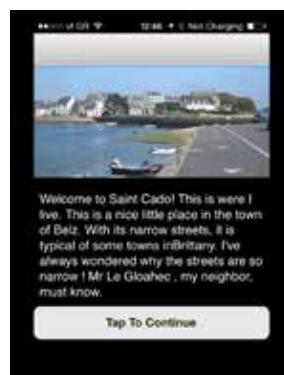 12:46
Not Charging
Welcome to Saint Cado! This is were I
live. This is a nice little place in the town
of Belz. With its narrow streets, it is
typical of some towns inBrittany. I've
always wondered why the streets are so
narrow ! Mr Le Gloahec , my neighbor,
must know.
Tap To Continue